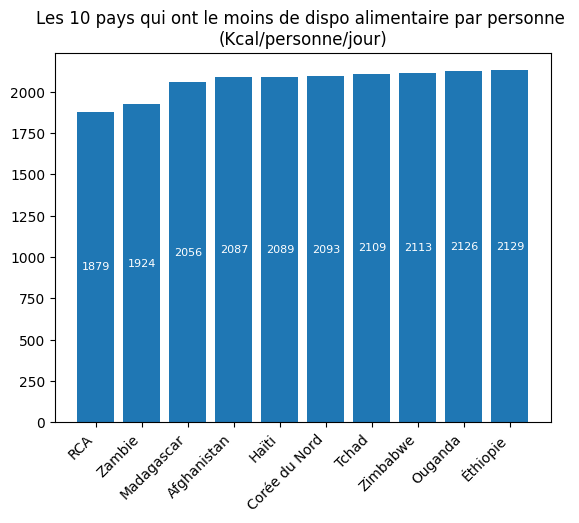 Les 10 pays qui ont le moins de dispo alimentaire par personne
(Kcal/personne/jour)
2000
1750
1500
1250
1000
750
500
250
0
1879
1924
2056
2087
2089
2093
2109
2113
2126
2129
RCA
Zambie
Madagascar
Afghanistan
Haïti
Corée du Nord
Tchad
Zimbabwe
Ouganda
Éthiopie